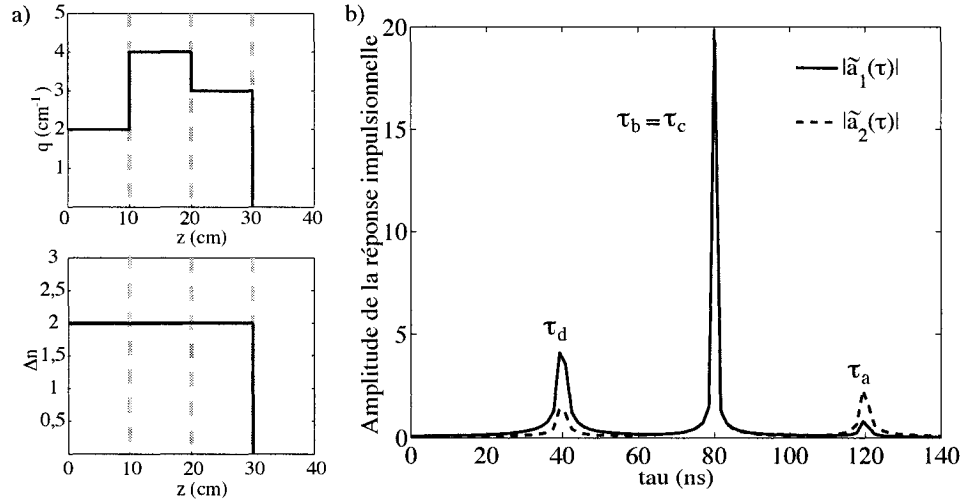 a)
5
4
3
2
1
q (cm⁻¹)
0 10 20 30 40
z (cm)
3
2,5
2
1,5
1
0,5
Δn
0 10 20 30 40
z (cm)
b)
Amplitude de la réponse impulsionnelle
20
15
10
5
0
|ã₁(τ)|
|ã₂(τ)|
τb = τc
τd
τa
0 20 40 60 80 100 120 140
tau (ns)